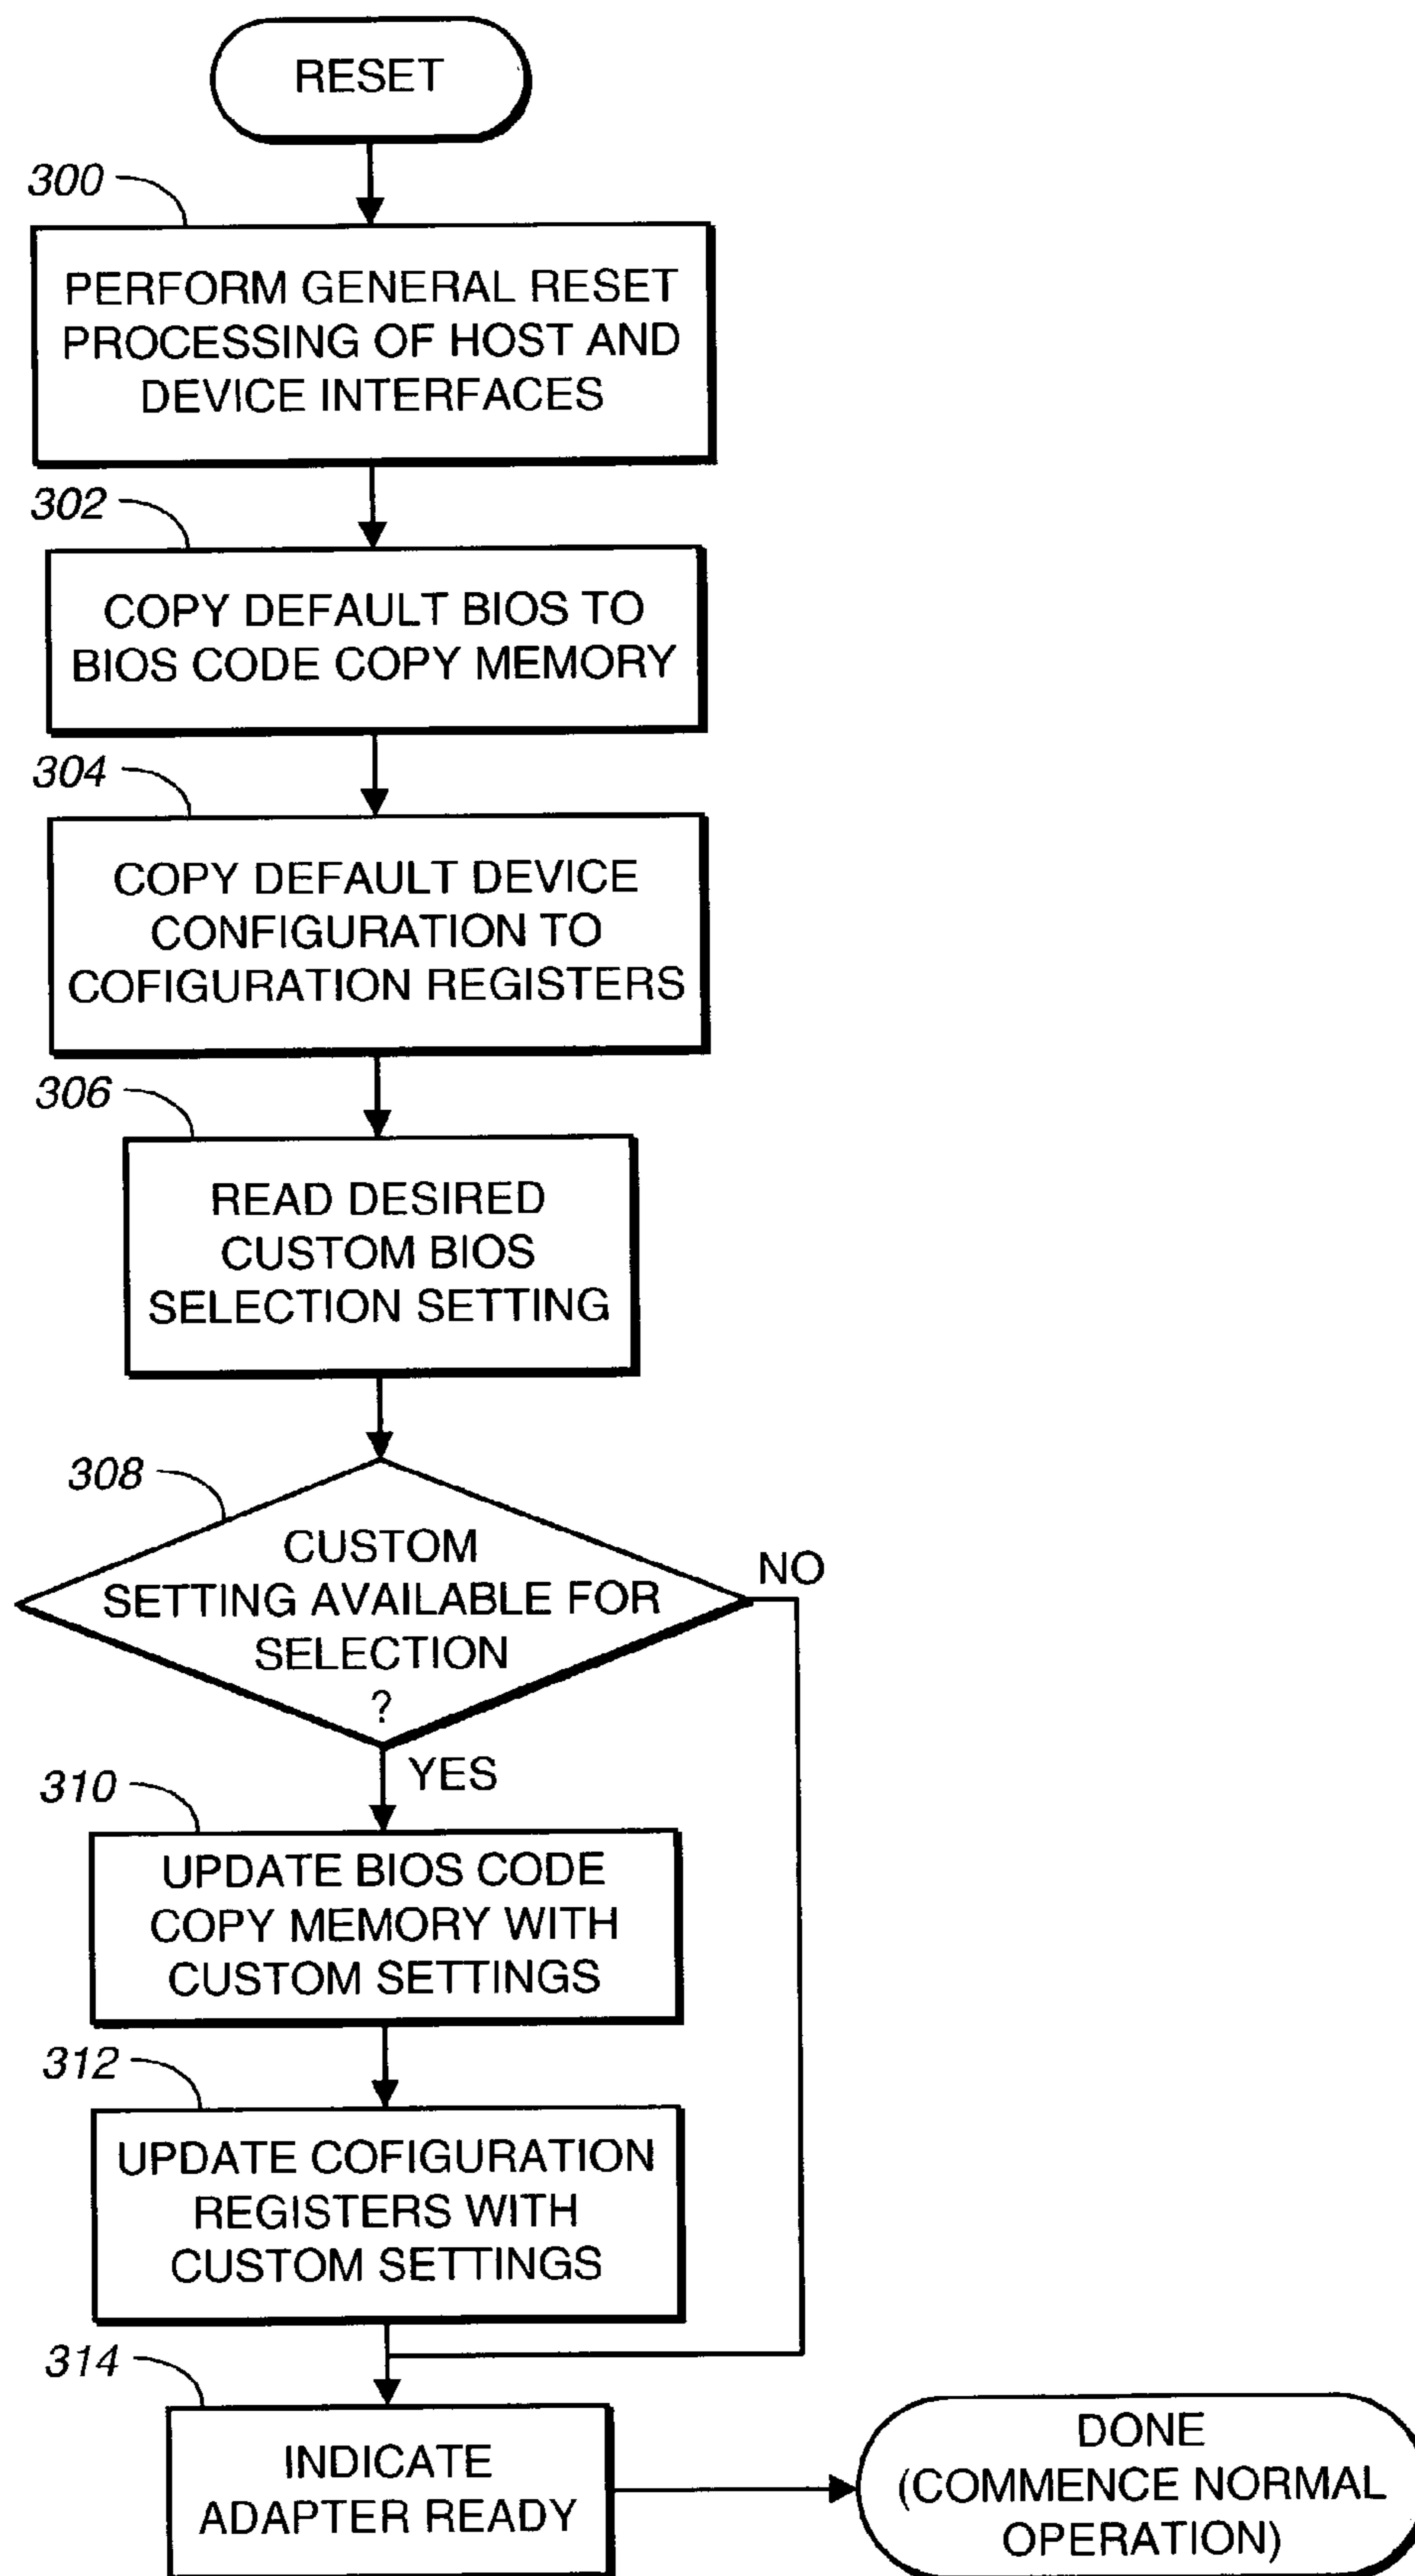 RESET
300
PERFORM GENERAL RESET
PROCESSING OF HOST AND
DEVICE INTERFACES
302
COPY DEFAULT BIOS TO
BIOS CODE COPY MEMORY
304
COPY DEFAULT DEVICE
CONFIGURATION TO
COFIGURATION REGISTERS
306
READ DESIRED
CUSTOM BIOS
SELECTION SETTING
308
CUSTOM
SETTING AVAILABLE FOR
SELECTION
?
NO
YES
310
UPDATE BIOS CODE
COPY MEMORY WITH
CUSTOM SETTINGS
312
UPDATE COFIGURATION
REGISTERS WITH
CUSTOM SETTINGS
314
INDICATE
ADAPTER READY
DONE
(COMMENCE NORMAL
OPERATION)